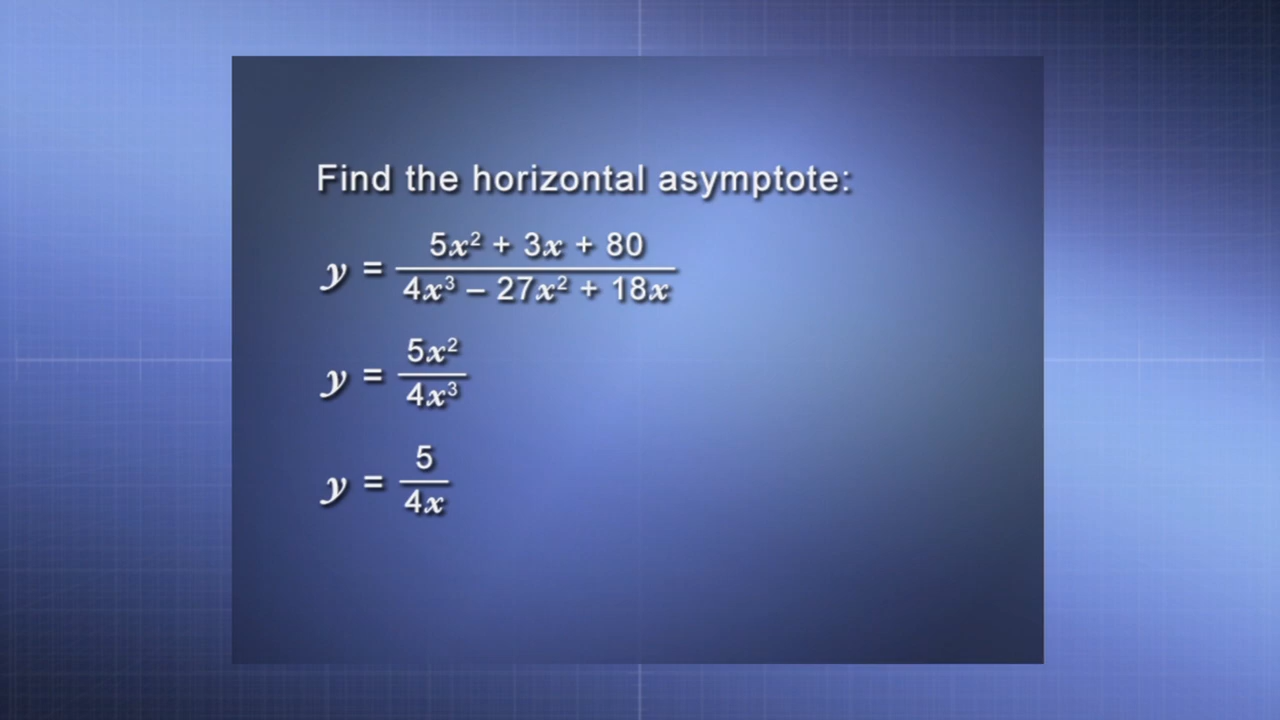 Find the horizontal asymptote:
y = (5x² + 3x + 80) / (4x³ – 27x² + 18x)
y = 5x² / 4x³
y = 5 / 4x